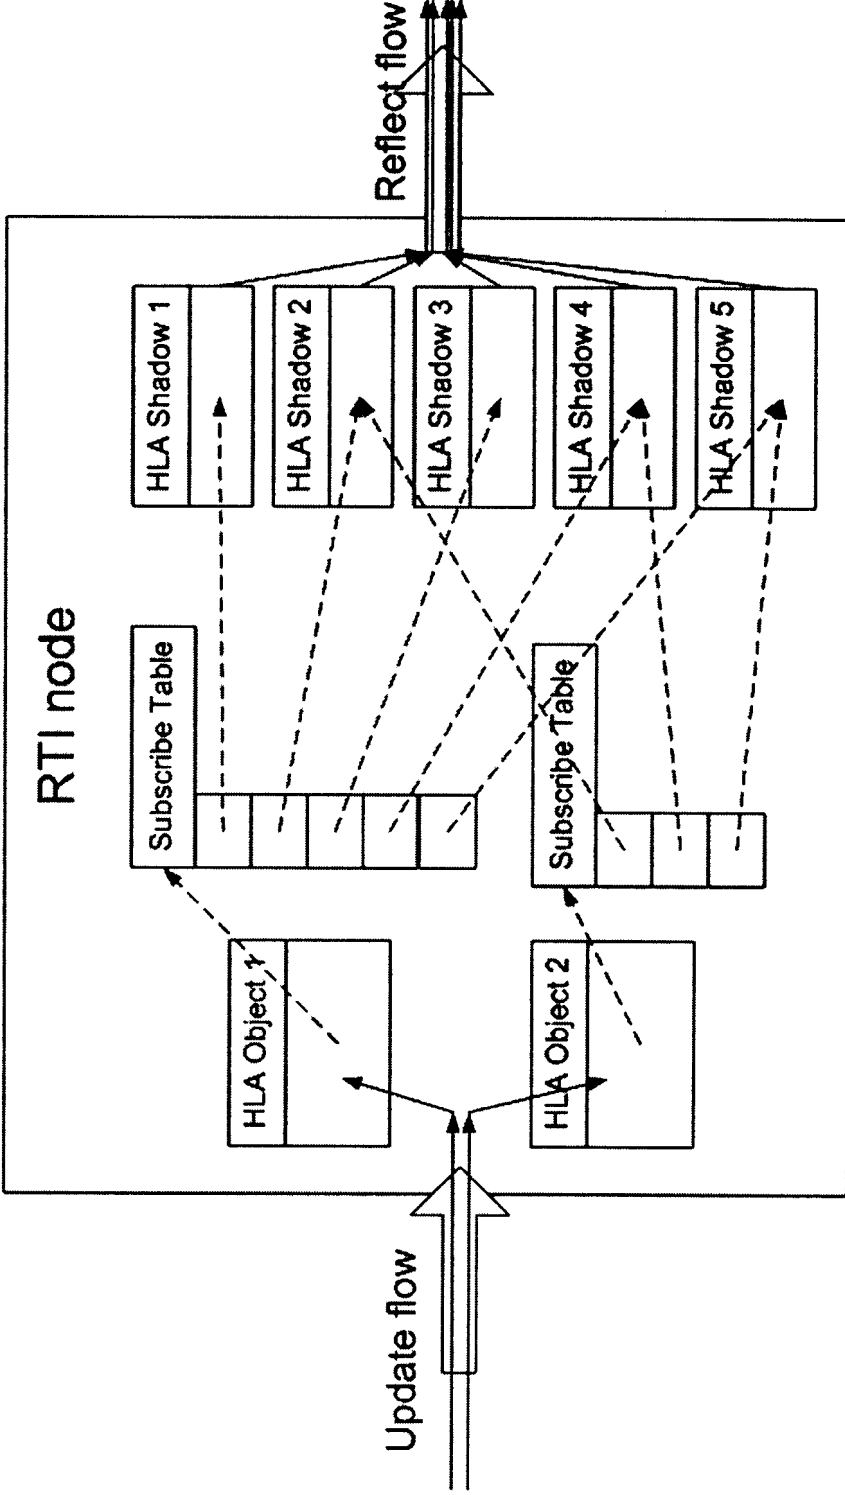 RTI node
Update flow
HLA Object 1
HLA Object 2
Subscribe Table
Subscribe Table
HLA Shadow 1
HLA Shadow 2
HLA Shadow 3
HLA Shadow 4
HLA Shadow 5
Reflect flow